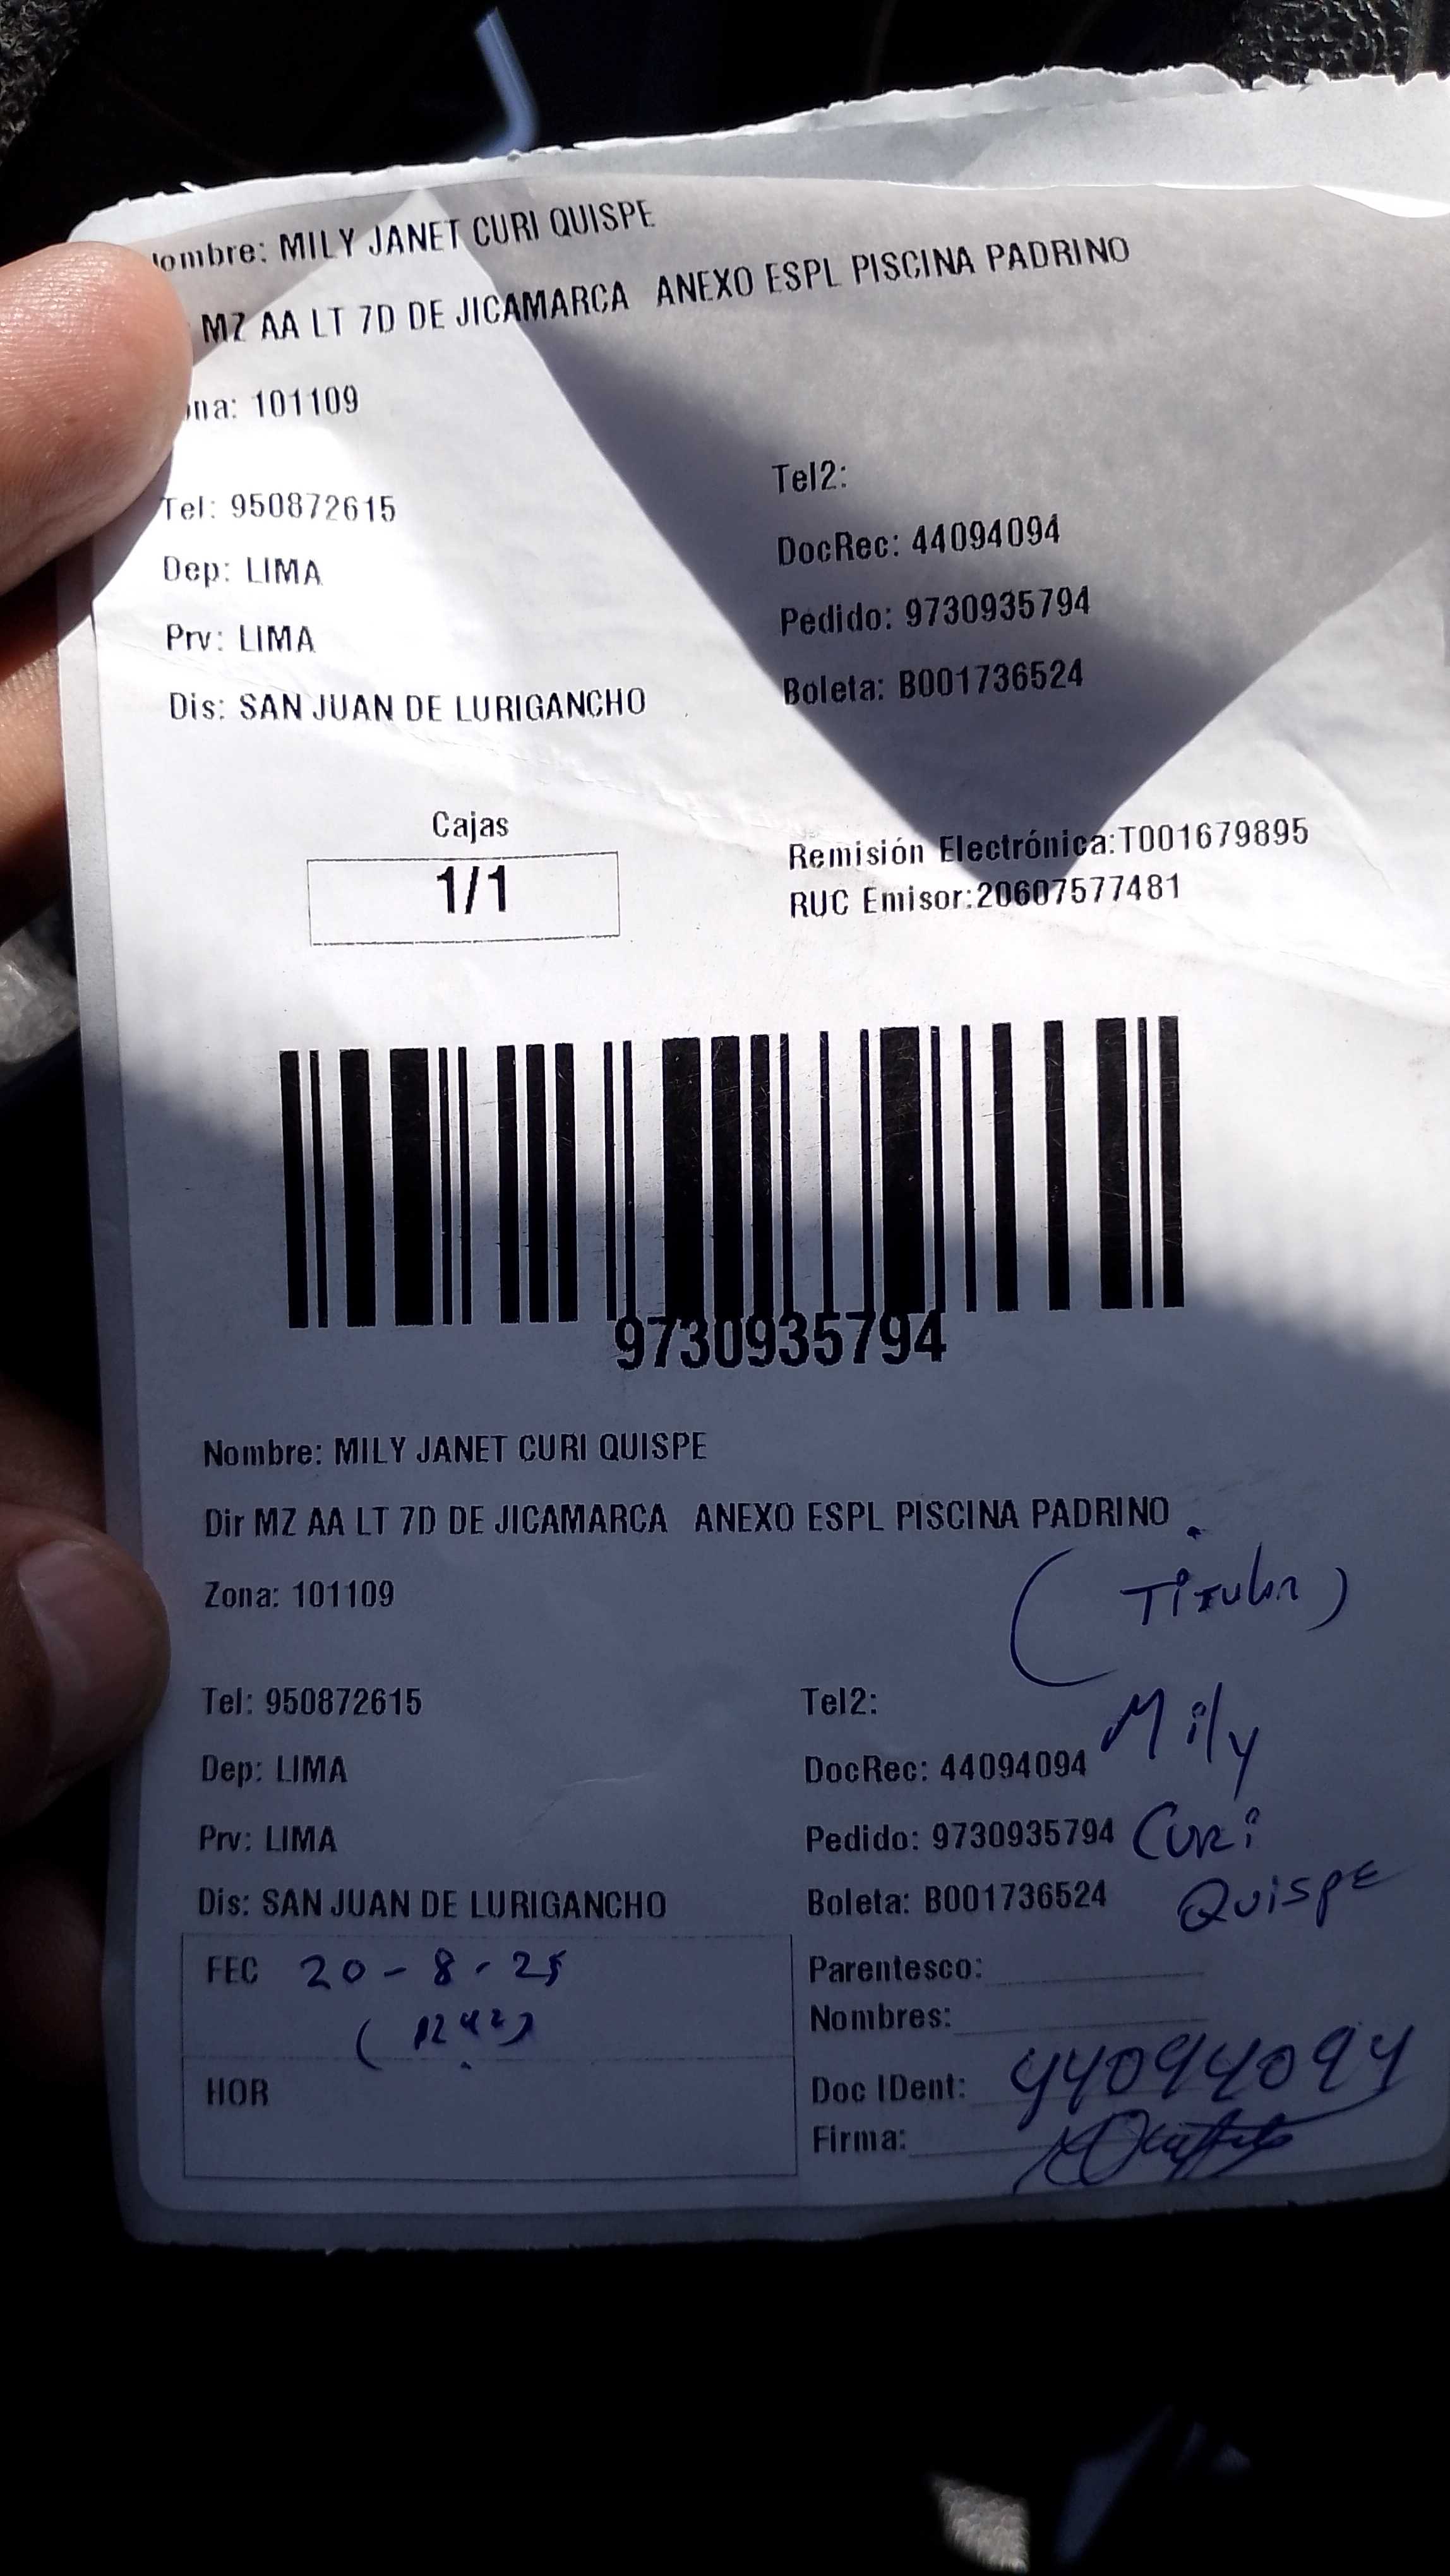 ombre: MILY JANET CURI QUISPE
MZ AA LT 7D DE JICAMARCA ANEXO ESPL PISCINA PADRINO
na: 101109
Tel2:
Tel: 950872615
DocRec: 44094094
Dep: LIMA
Pedido: 9730935794
Prv: LIMA
Boleta: B001736524
Dis: SAN JUAN DE LURIGANCHO
Cajas
1/1
Remisión Electrónica:T001679895
RUC Emisor:20607577481
9730935794
Nombre: MILY JANET CURI QUISPE
Dir MZ AA LT 7D DE JICAMARCA ANEXO ESPL PISCINA PADRINO
(Titular)
Zona: 101109
Tel: 950872615
Tel2:
Mily
Dep: LIMA
DocRec: 44094094
Prv: LIMA
Pedido: 9730935794 Curi
Dis: SAN JUAN DE LURIGANCHO
Boleta: B001736524 Quispe
FEC 20-8-25
(1242)
Parentesco:
Nombres:
HOR
Doc IDent: 44094094
Firma: